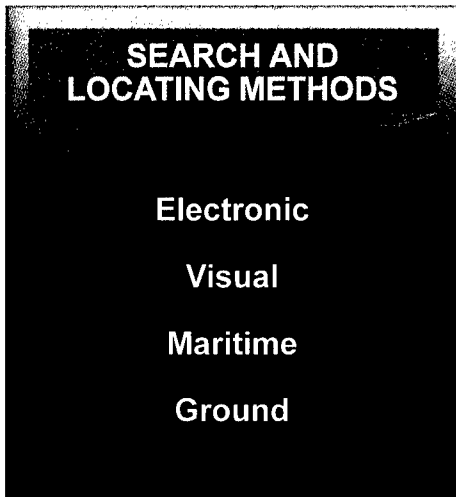 SEARCH AND
LOCATING METHODS
Electronic
Visual
Maritime
Ground